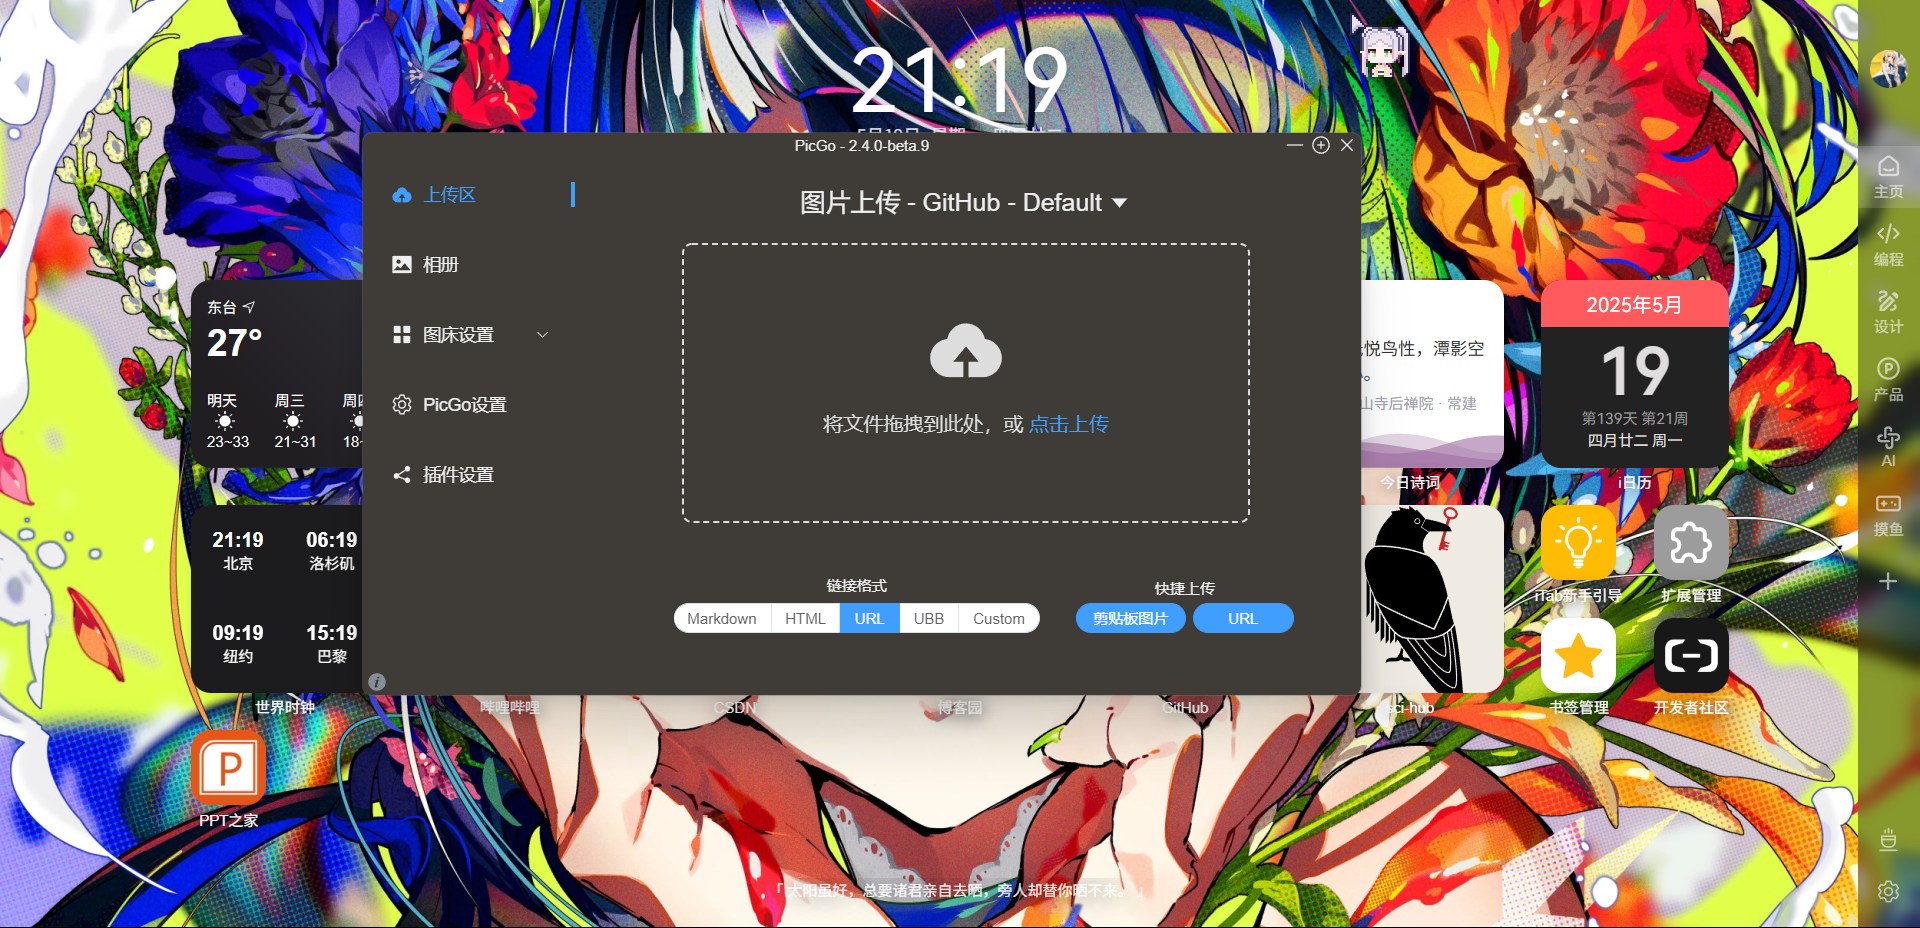 21:19
PicGo - 2.4.0-beta.9
上传区
相册
图床设置
PicGo设置
插件设置
图片上传 - GitHub - Default
将文件拖拽到此处，或 点击上传
链接格式
Markdown HTML URL UBB Custom
快捷上传
剪贴板图片 URL
东台
27°
明天 周三
23~33 21~31 18~
21:19 06:19
北京 洛杉矶
09:19 15:19
纽约 巴黎
世界时钟
哔哩哔哩
CSDN
博客园
GitHub
sci-hub
PPT之家
悦鸟性，潭影空
山寺后禅院 · 常建
今日诗词
2025年5月
19
第139天 第21周
四月廿二 周一
i日历
iTab新手引导
扩展管理
书签管理
开发者社区
「 太阳虽好，总要诸君亲自去晒，旁人却替你晒不来。 」
主页
编程
设计
产品
AI
摸鱼